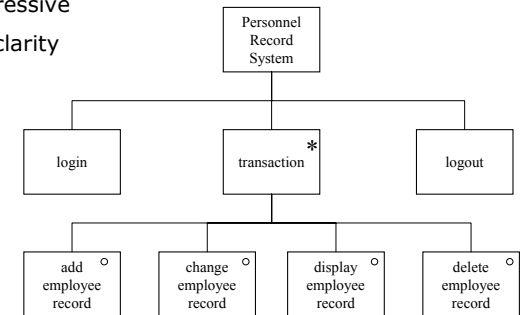 Personnel
Record
System
clarity
login
transaction
*
logout
add
employee
record
change
employee
record
display
employee
record
delete
employee
record